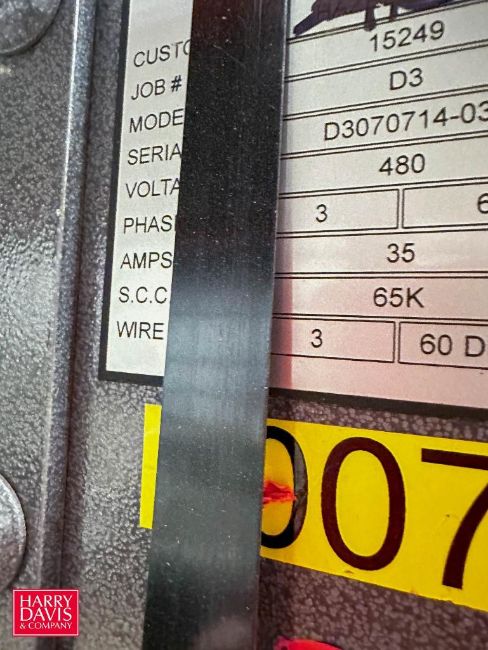 CUSTO
JOB # 15249
MODE D3
SERIA D3070714-03
VOLTA 480
PHAS 3 6
AMPS 35
S.C.C 65K
WIRE 3 60 D
007
HARRY
DAVIS
& COMPANY